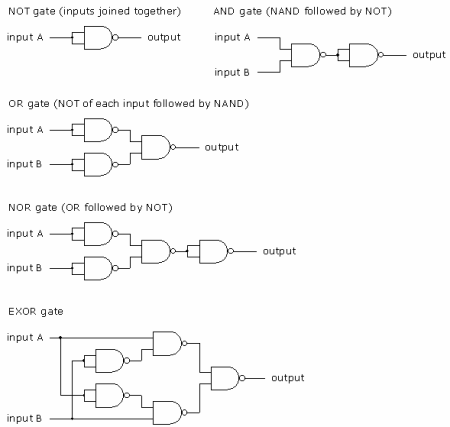 NOT gate (inputs joined together)
input A
output
AND gate (NAND followed by NOT)
input A
input B
output
OR gate (NOT of each input followed by NAND)
input A
input B
output
NOR gate (OR followed by NOT)
input A
input B
output
EXOR gate
input A
input B
output